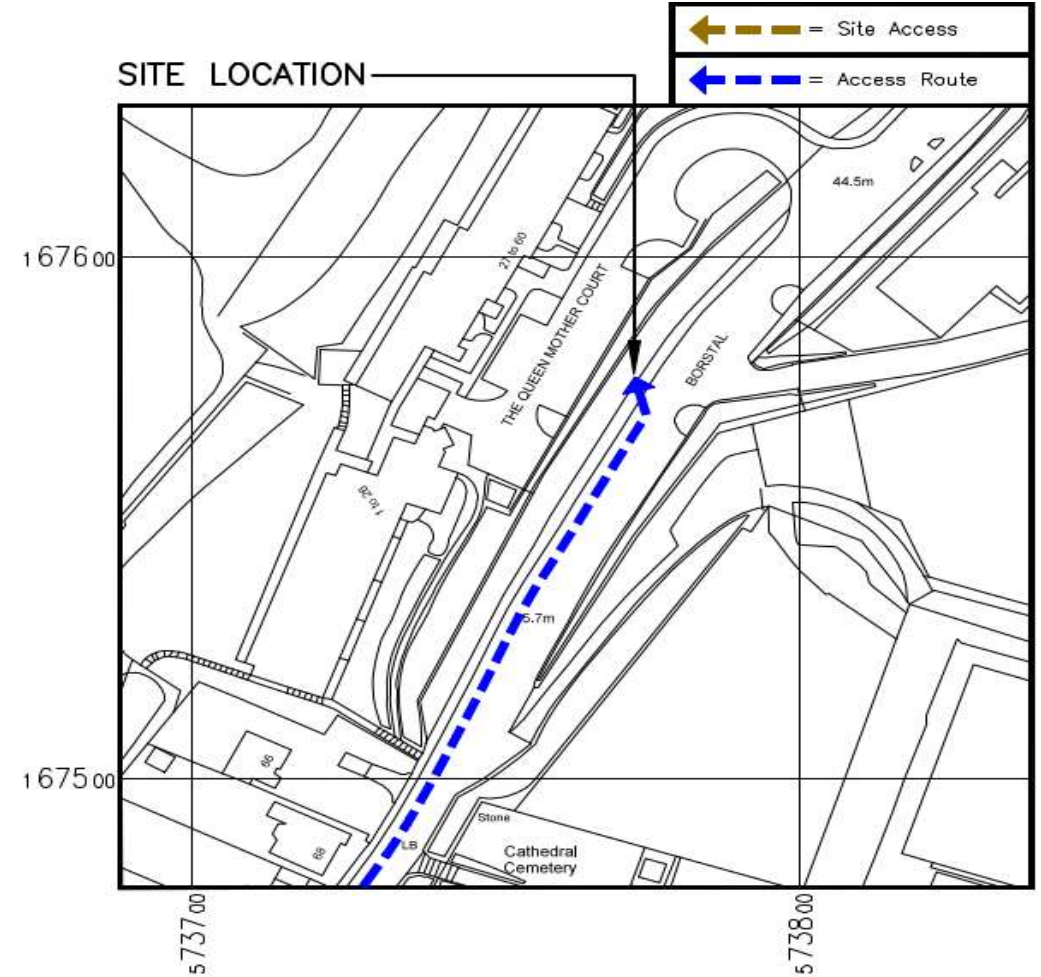 = Site Access
= Access Route
SITE LOCATION
44.5m
1676 00
27 to 60
THE QUEEN MOTHER COURT
BORSTAL
1 to 26
5.7m
66
1675 00
Stone
LB
68
Cathedral
Cemetery
5737 00
5738 00